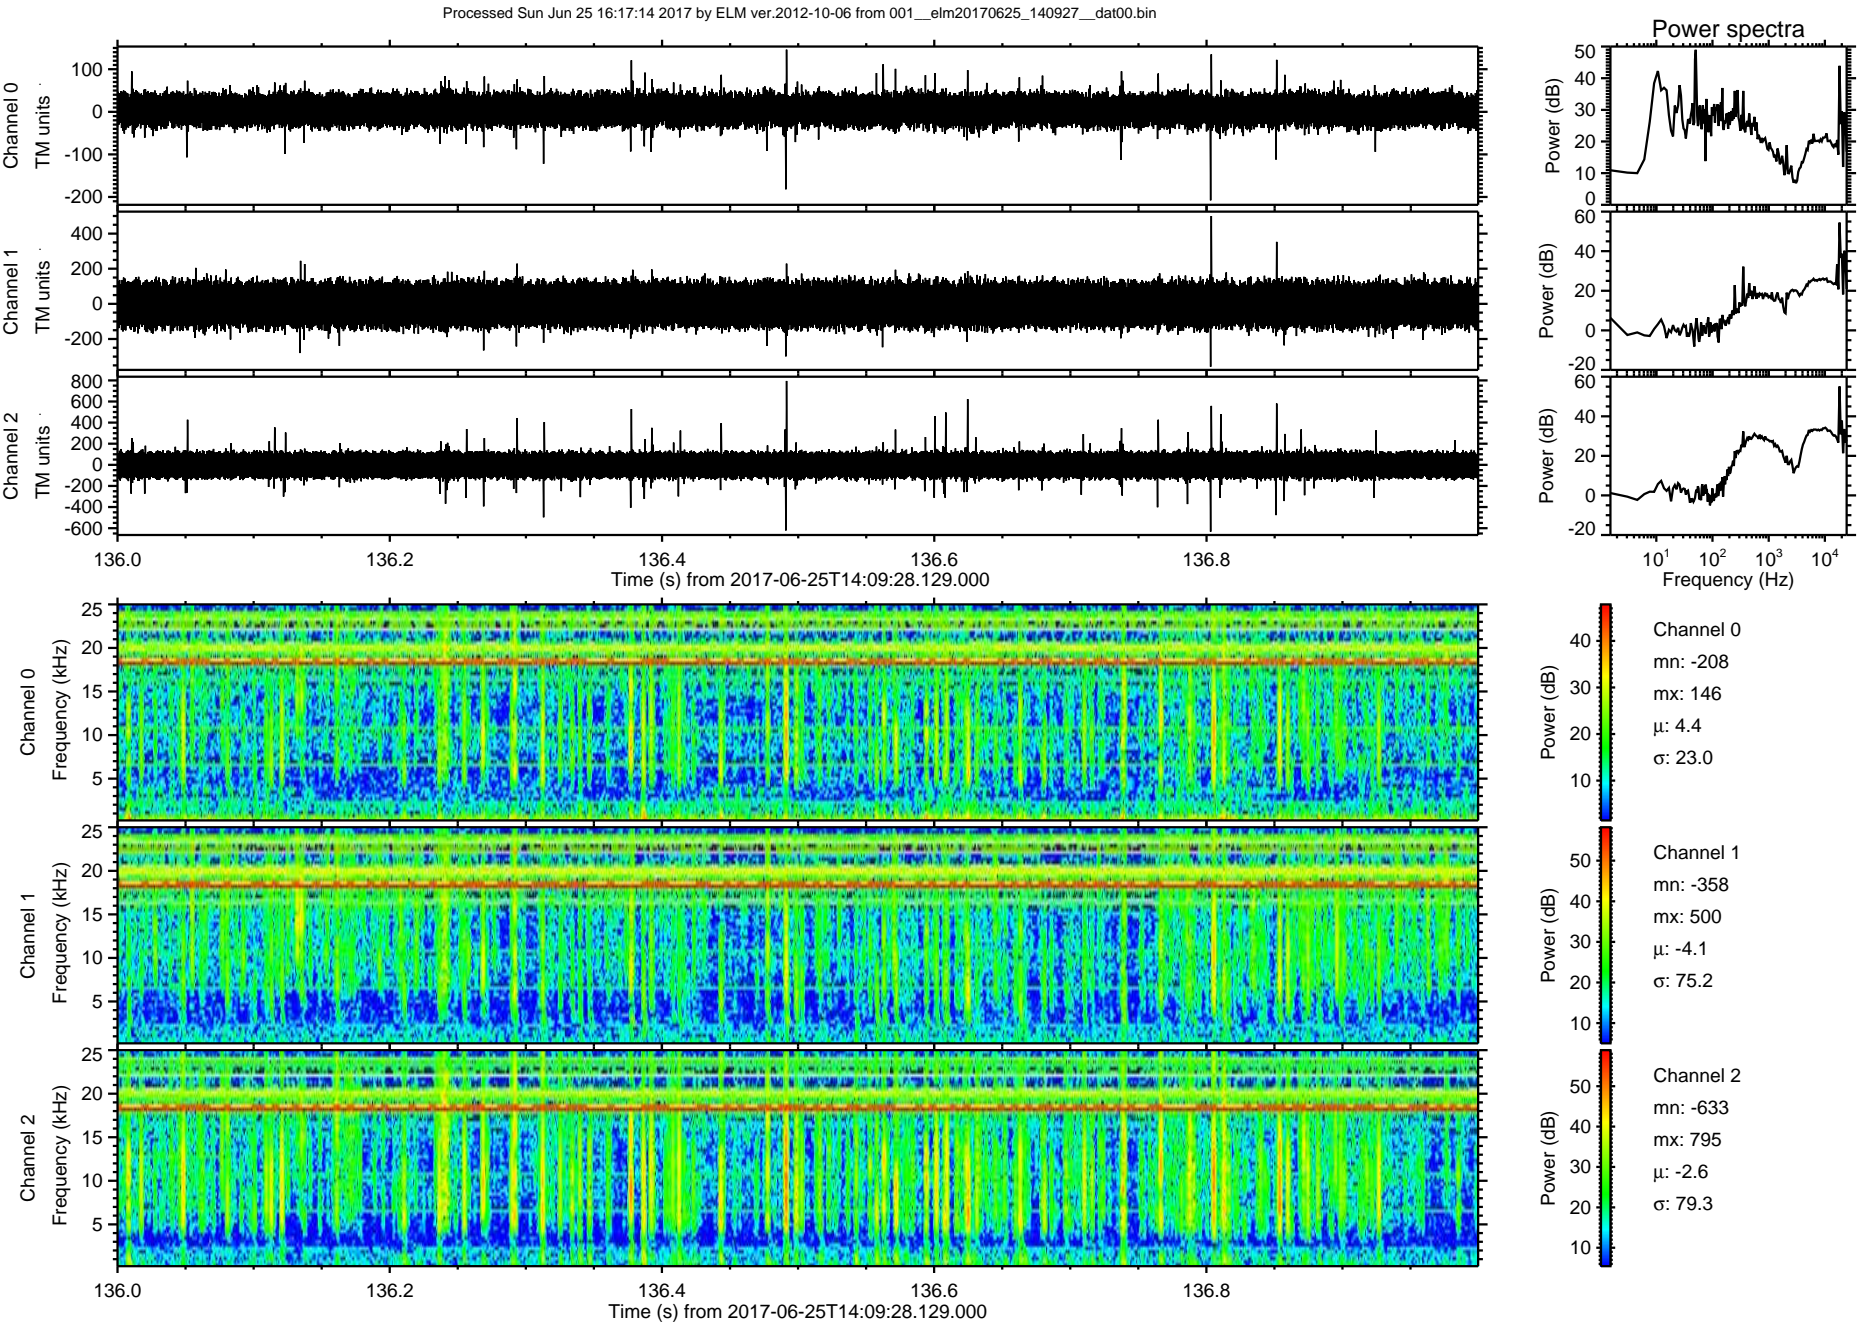 Processed Sun Jun 25 16:17:14 2017 by ELM ver.2012-10-06 from 001__elm20170625_140927__dat00.bin
Power spectra
Channel 0
TM units
100
0
-100
-200
Power (dB)
50
40
30
20
10
0
Channel 1
TM units
400
200
0
-200
Power (dB)
60
40
20
0
-20
Channel 2
TM units
800
600
400
200
0
-200
-400
-600
Power (dB)
60
40
20
0
-20
136.0 136.2 136.4 136.6 136.8
Time (s) from 2017-06-25T14:09:28.129.000
10^1 10^2 10^3 10^4
Frequency (Hz)
Channel 0
Frequency (kHz)
25
20
15
10
5
Power (dB)
40
30
20
10
Channel 0
mn: -208
mx: 146
μ: 4.4
σ: 23.0
Channel 1
Frequency (kHz)
25
20
15
10
5
Power (dB)
50
40
30
20
10
Channel 1
mn: -358
mx: 500
μ: -4.1
σ: 75.2
Channel 2
Frequency (kHz)
25
20
15
10
5
Power (dB)
50
40
30
20
10
Channel 2
mn: -633
mx: 795
μ: -2.6
σ: 79.3
136.0 136.2 136.4 136.6 136.8
Time (s) from 2017-06-25T14:09:28.129.000